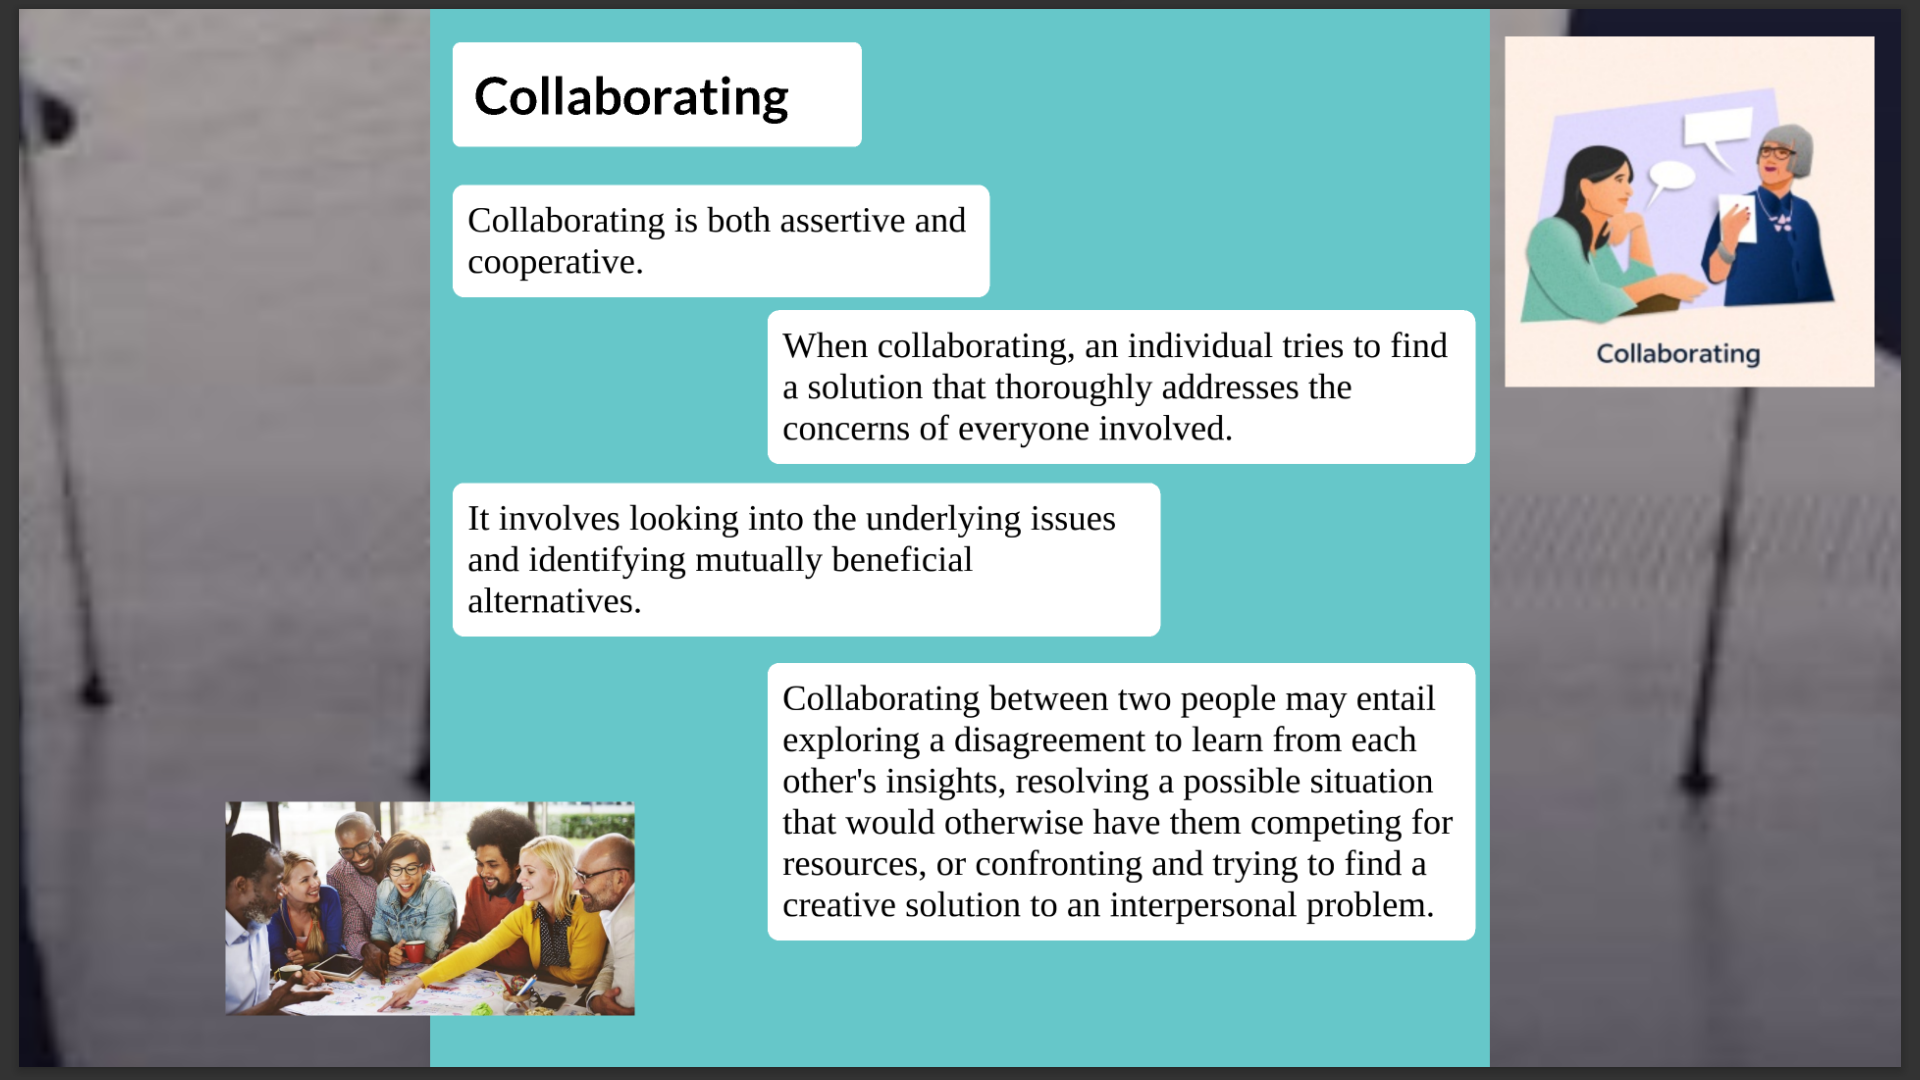 Collaborating
Collaborating is both assertive and
cooperative.
When collaborating, an individual tries to find
a solution that thoroughly addresses the
concerns of everyone involved.
It involves looking into the underlying issues
and identifying mutually beneficial
alternatives.
Collaborating between two people may entail
exploring a disagreement to learn from each
other's insights, resolving a possible situation
that would otherwise have them competing for
resources, or confronting and trying to find a
creative solution to an interpersonal problem.
Collaborating